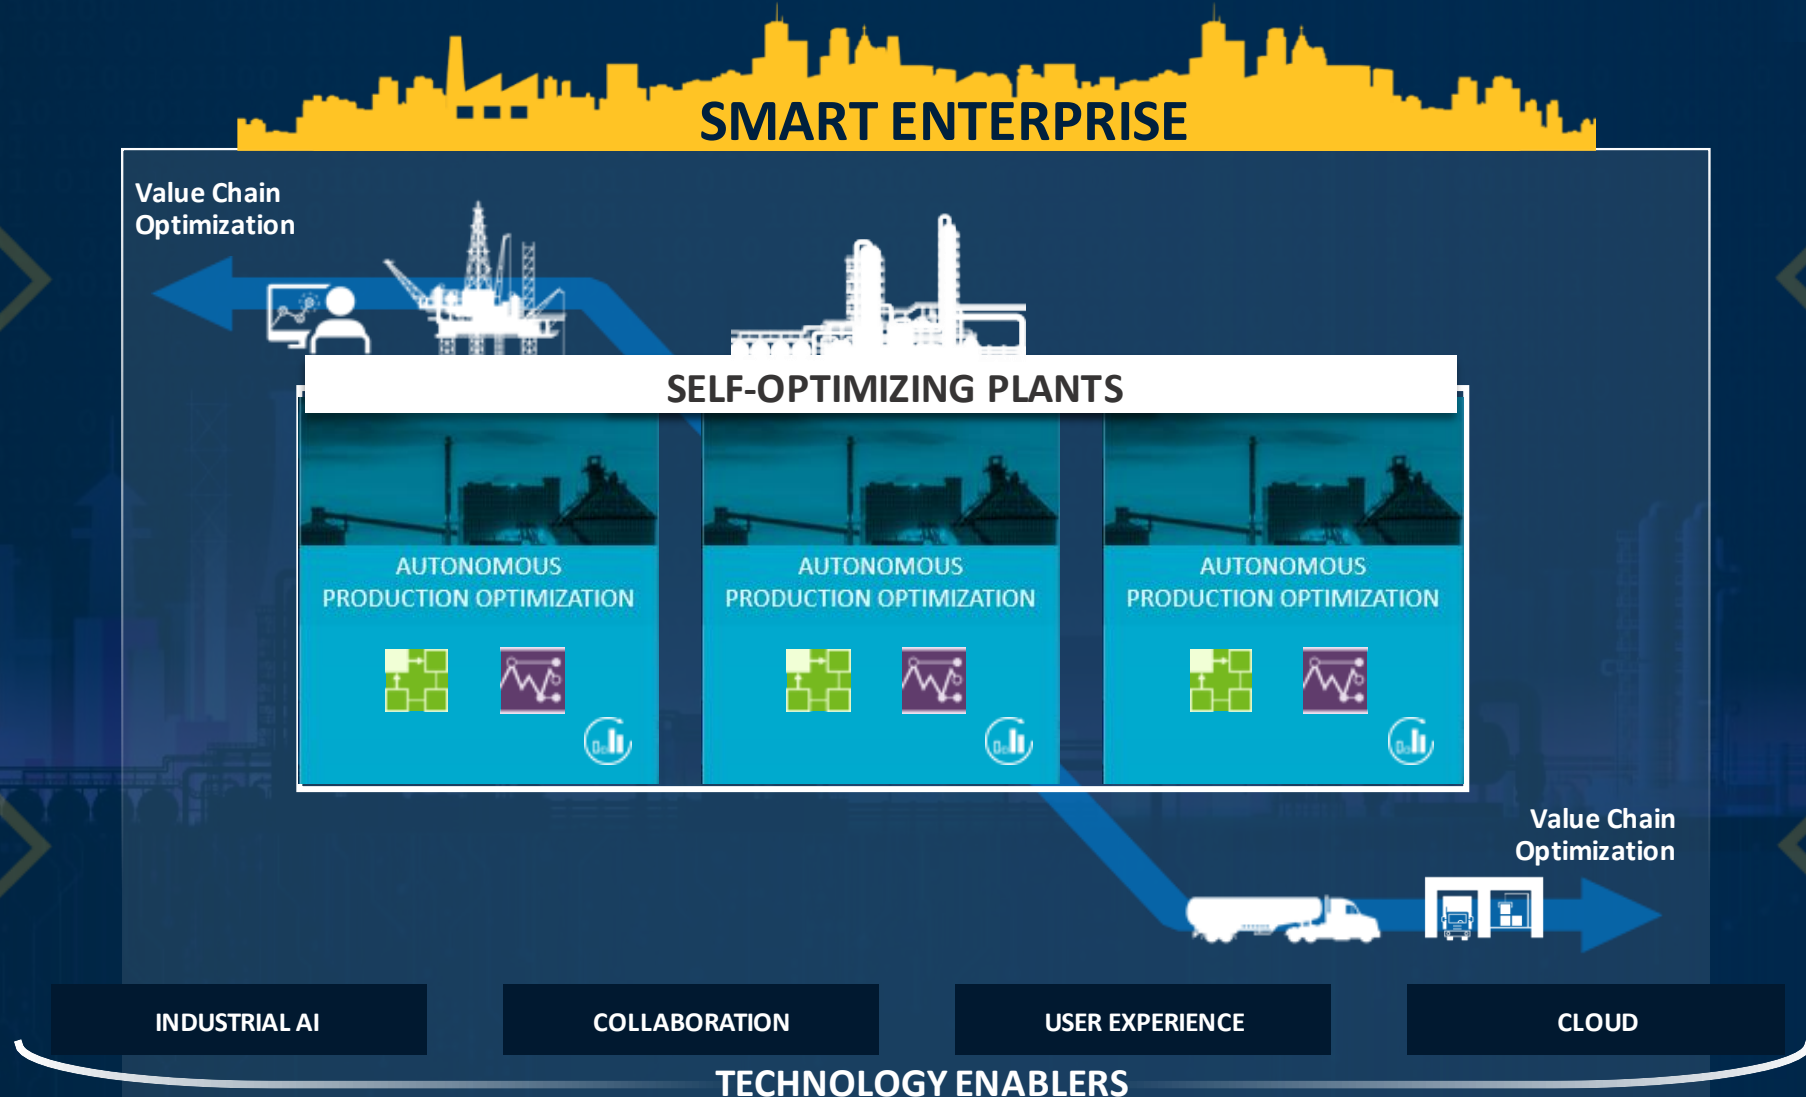 SMART ENTERPRISE
Value Chain
Optimization
SELF-OPTIMIZING PLANTS
AUTONOMOUS
PRODUCTION OPTIMIZATION
AUTONOMOUS
PRODUCTION OPTIMIZATION
AUTONOMOUS
PRODUCTION OPTIMIZATION
Value Chain
Optimization
INDUSTRIAL AI
COLLABORATION
USER EXPERIENCE
CLOUD
TECHNOLOGY ENABLERS